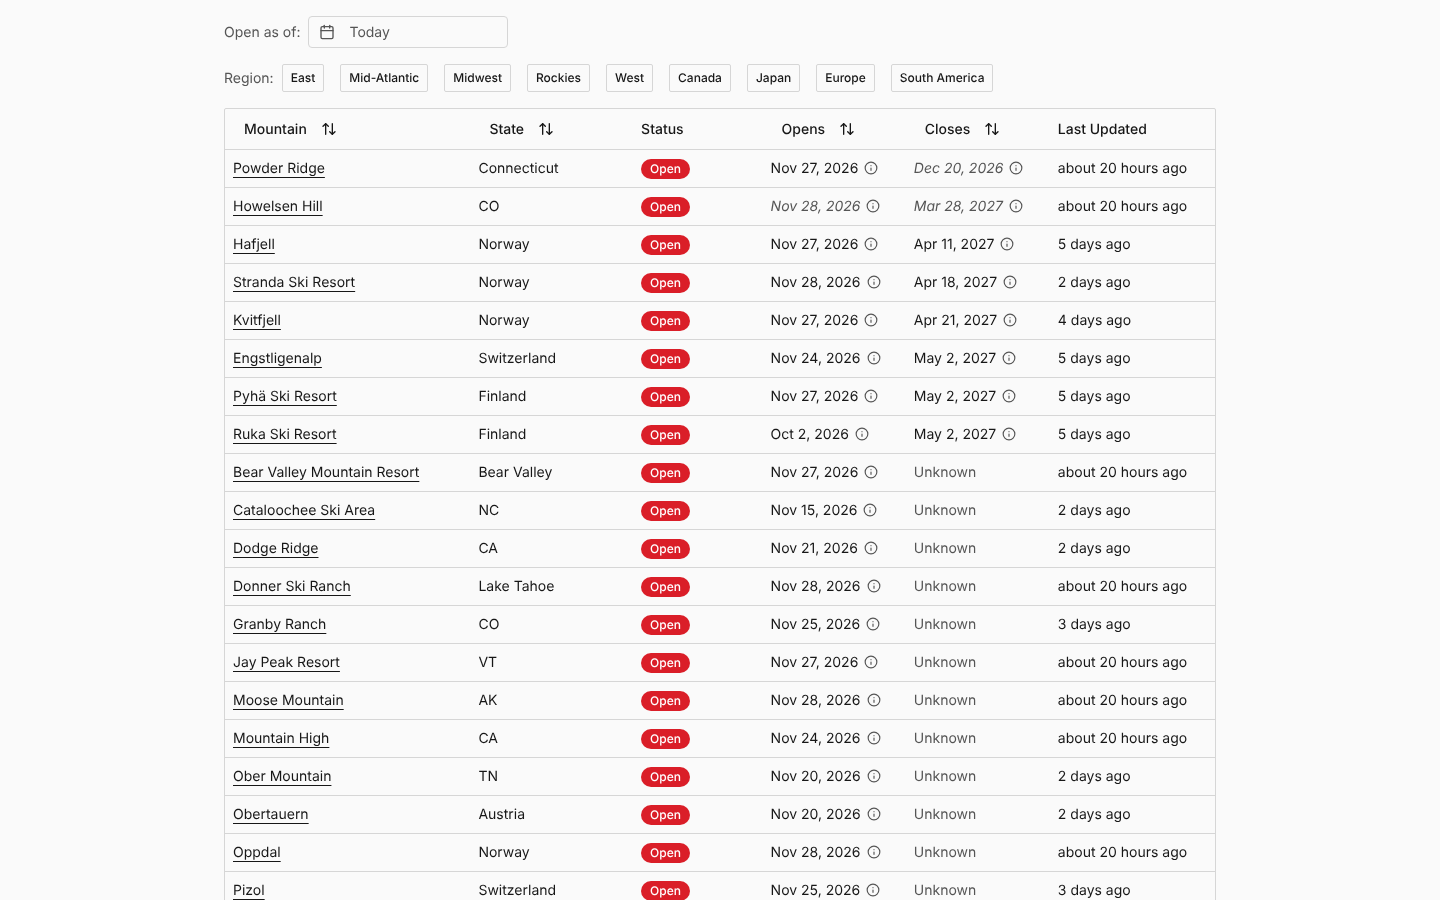 Open as of: Today
Region: East Mid-Atlantic Midwest Rockies West Canada Japan Europe South America
Mountain State Status Opens Closes Last Updated
Powder Ridge Connecticut Open Nov 27, 2026 Dec 20, 2026 about 20 hours ago
Howelsen Hill CO Open Nov 28, 2026 Mar 28, 2027 about 20 hours ago
Hafjell Norway Open Nov 27, 2026 Apr 11, 2027 5 days ago
Stranda Ski Resort Norway Open Nov 28, 2026 Apr 18, 2027 2 days ago
Kvitfjell Norway Open Nov 27, 2026 Apr 21, 2027 4 days ago
Engstligenalp Switzerland Open Nov 24, 2026 May 2, 2027 5 days ago
Pyhä Ski Resort Finland Open Nov 27, 2026 May 2, 2027 5 days ago
Ruka Ski Resort Finland Open Oct 2, 2026 May 2, 2027 5 days ago
Bear Valley Mountain Resort Bear Valley Open Nov 27, 2026 Unknown about 20 hours ago
Cataloochee Ski Area NC Open Nov 15, 2026 Unknown 2 days ago
Dodge Ridge CA Open Nov 21, 2026 Unknown 2 days ago
Donner Ski Ranch Lake Tahoe Open Nov 28, 2026 Unknown about 20 hours ago
Granby Ranch CO Open Nov 25, 2026 Unknown 3 days ago
Jay Peak Resort VT Open Nov 27, 2026 Unknown about 20 hours ago
Moose Mountain AK Open Nov 28, 2026 Unknown about 20 hours ago
Mountain High CA Open Nov 24, 2026 Unknown about 20 hours ago
Ober Mountain TN Open Nov 20, 2026 Unknown 2 days ago
Obertauern Austria Open Nov 20, 2026 Unknown 2 days ago
Oppdal Norway Open Nov 28, 2026 Unknown about 20 hours ago
Pizol Switzerland Open Nov 25, 2026 Unknown 3 days ago